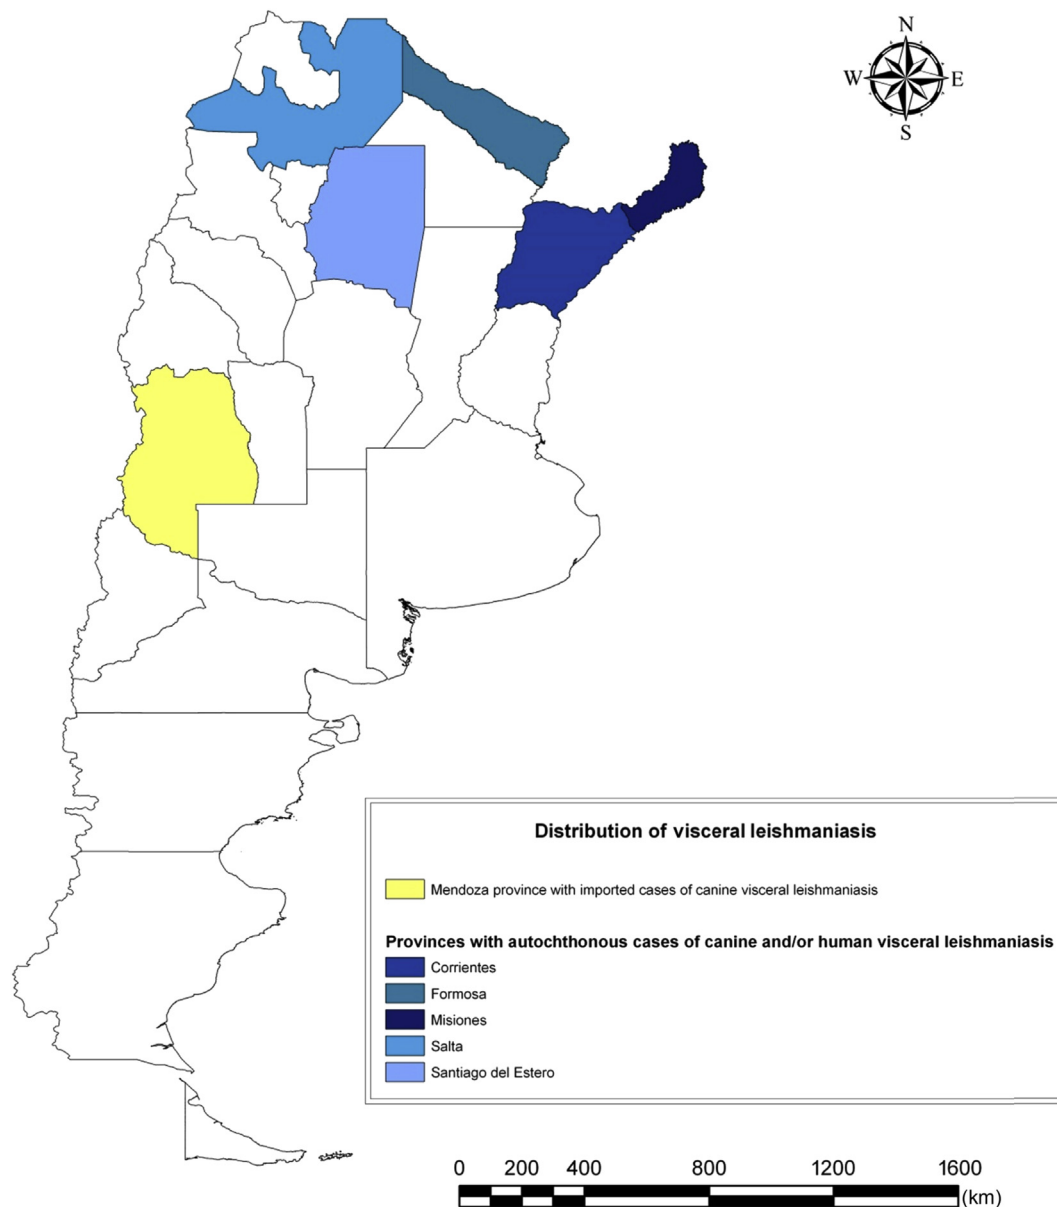 N
W E
S
Distribution of visceral leishmaniasis
Mendoza province with imported cases of canine visceral leishmaniasis
Provinces with autochthonous cases of canine and/or human visceral leishmaniasis
Corrientes
Formosa
Misiones
Salta
Santiago del Estero
0 200 400 800 1200 1600
(km)